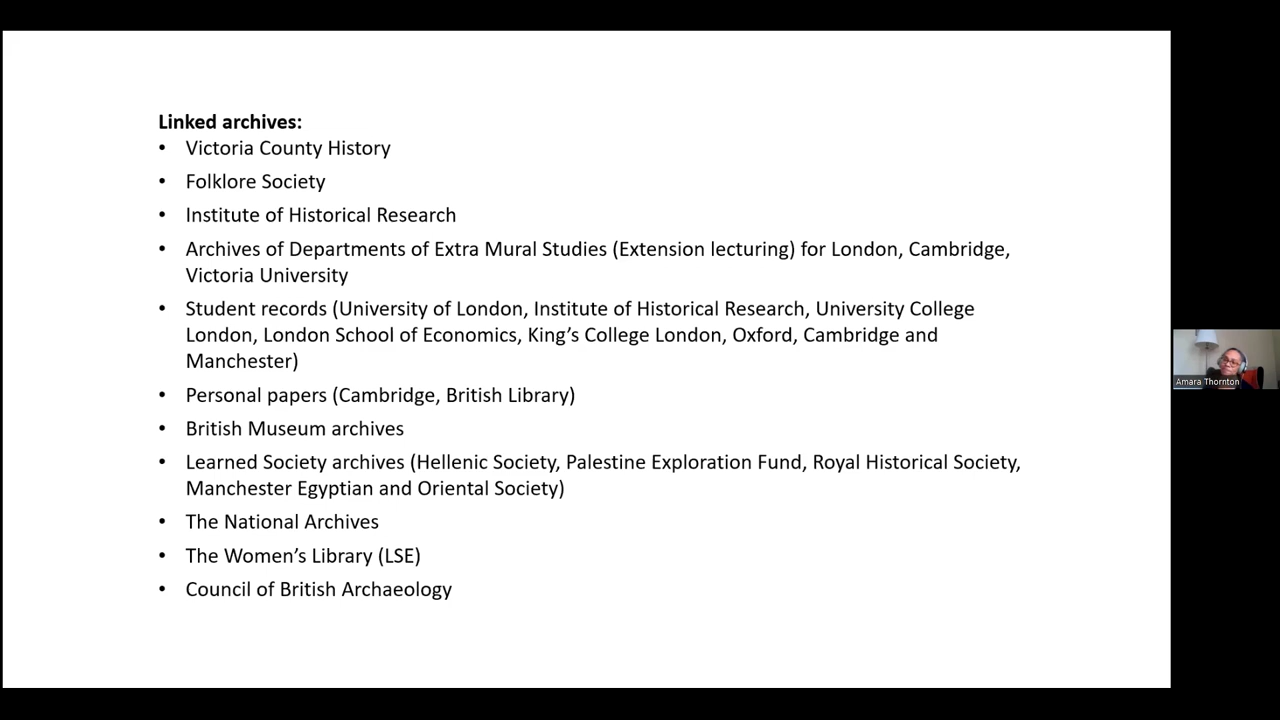 Linked archives:
• Victoria County History
• Folklore Society
• Institute of Historical Research
• Archives of Departments of Extra Mural Studies (Extension lecturing) for London, Cambridge,
Victoria University
• Student records (University of London, Institute of Historical Research, University College
London, London School of Economics, King’s College London, Oxford, Cambridge and
Manchester)
• Personal papers (Cambridge, British Library)
• British Museum archives
• Learned Society archives (Hellenic Society, Palestine Exploration Fund, Royal Historical Society,
Manchester Egyptian and Oriental Society)
• The National Archives
• The Women’s Library (LSE)
• Council of British Archaeology
Amara Thornton